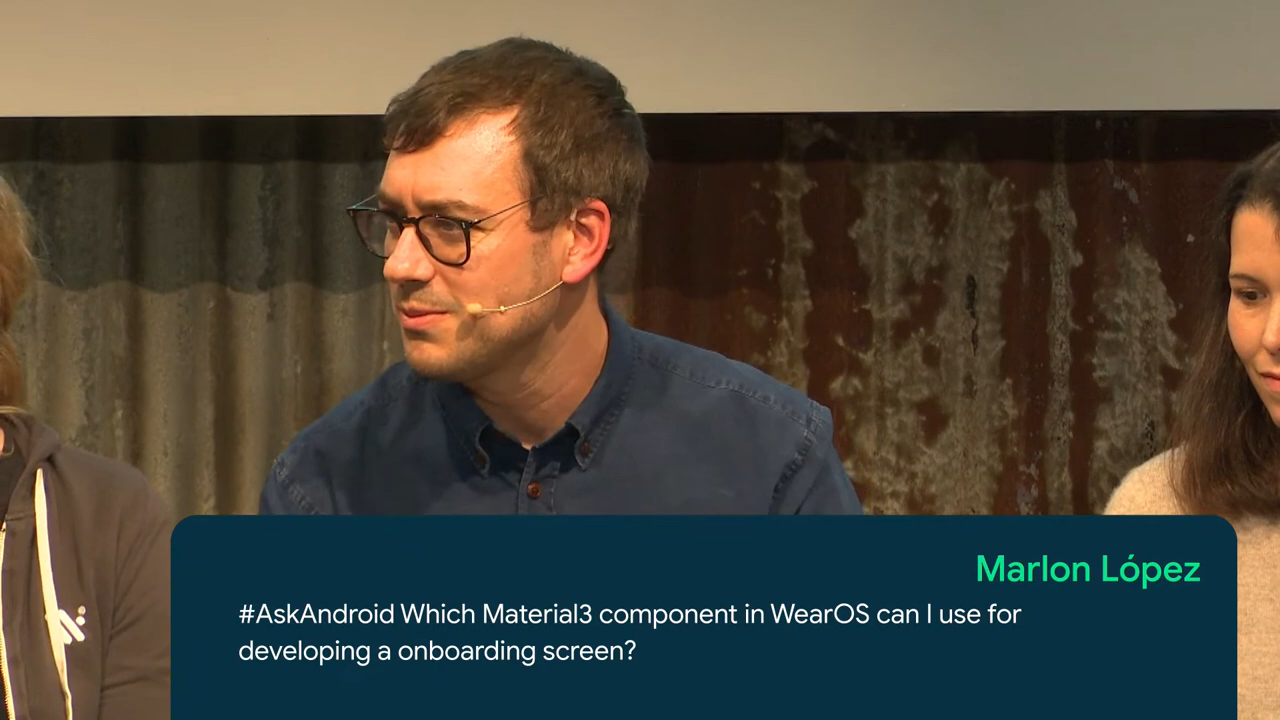 Marlon López
#AskAndroid Which Material3 component in WearOS can I use for
developing a onboarding screen?